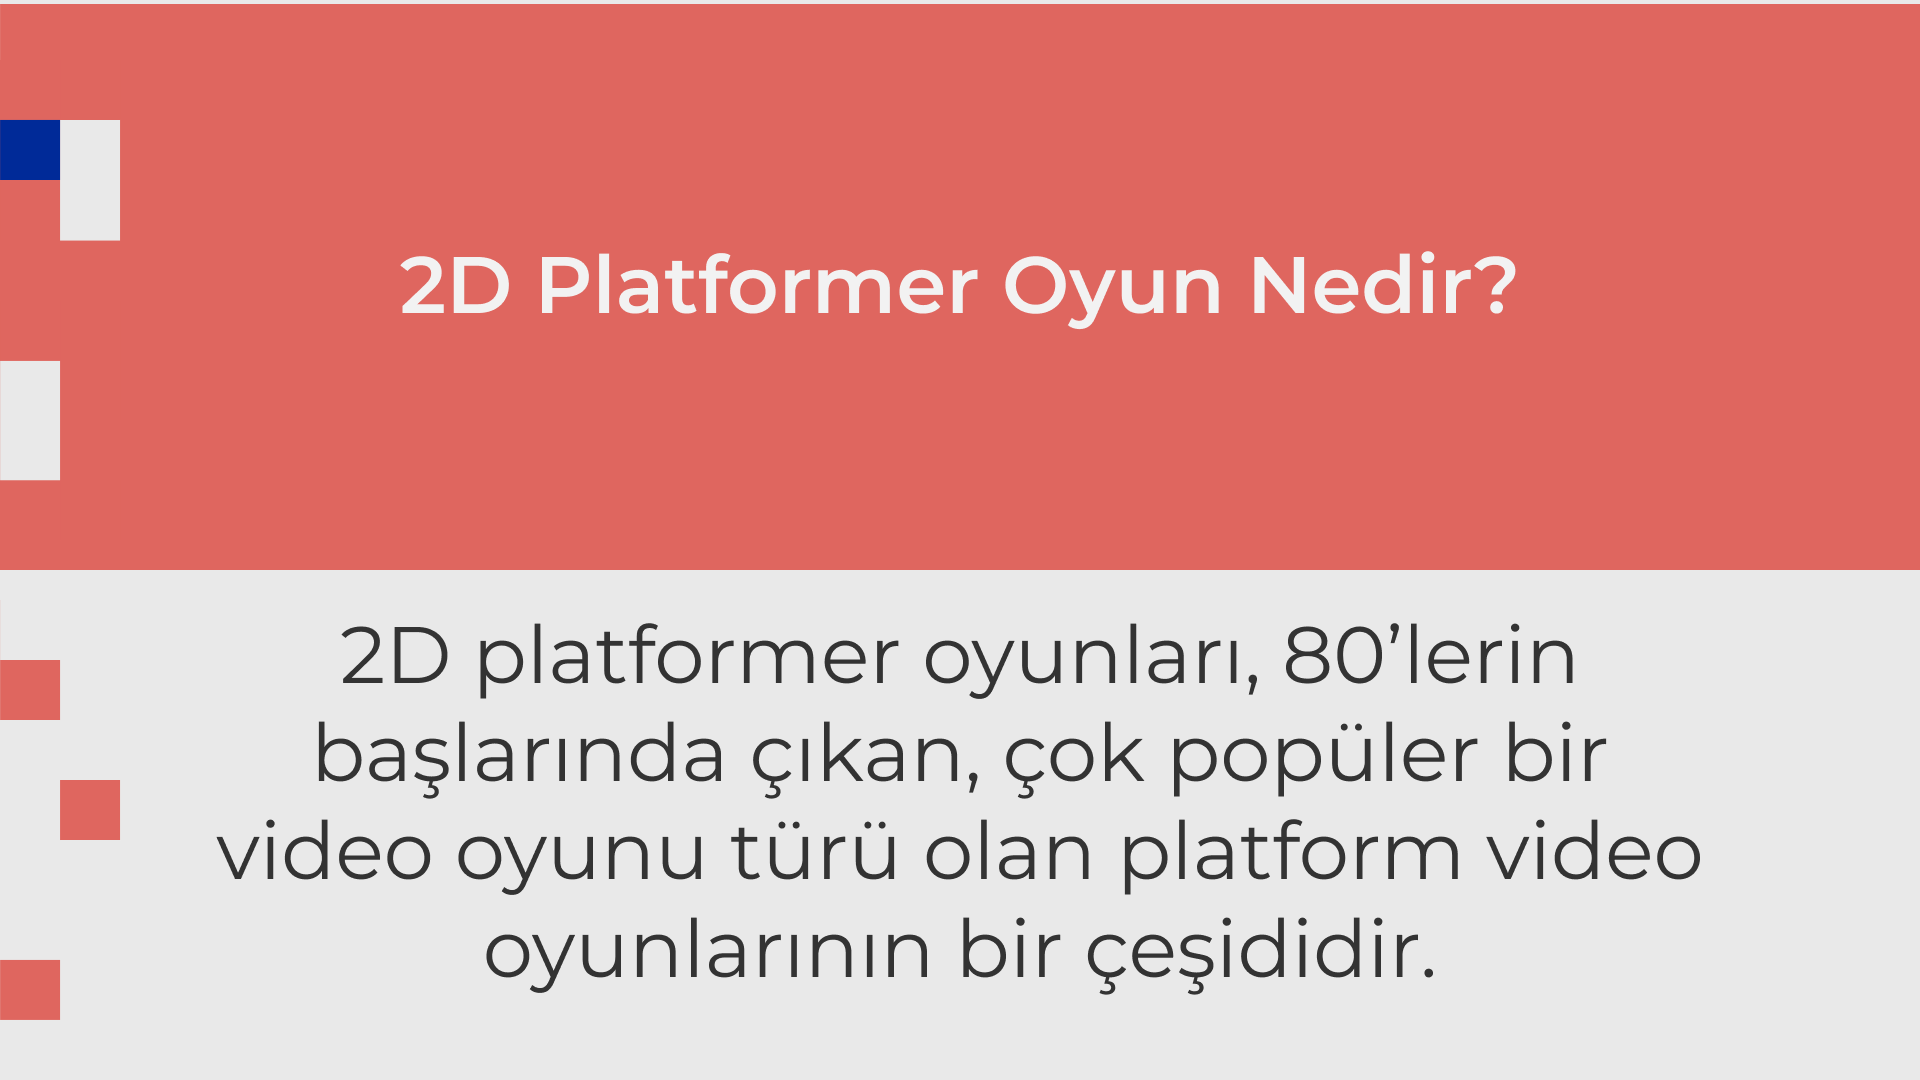 2D Platformer Oyun Nedir?
2D platformer oyunları, 80’lerin
başlarında çıkan, çok popüler bir
video oyunu türü olan platform video
oyunlarının bir çeşididir.